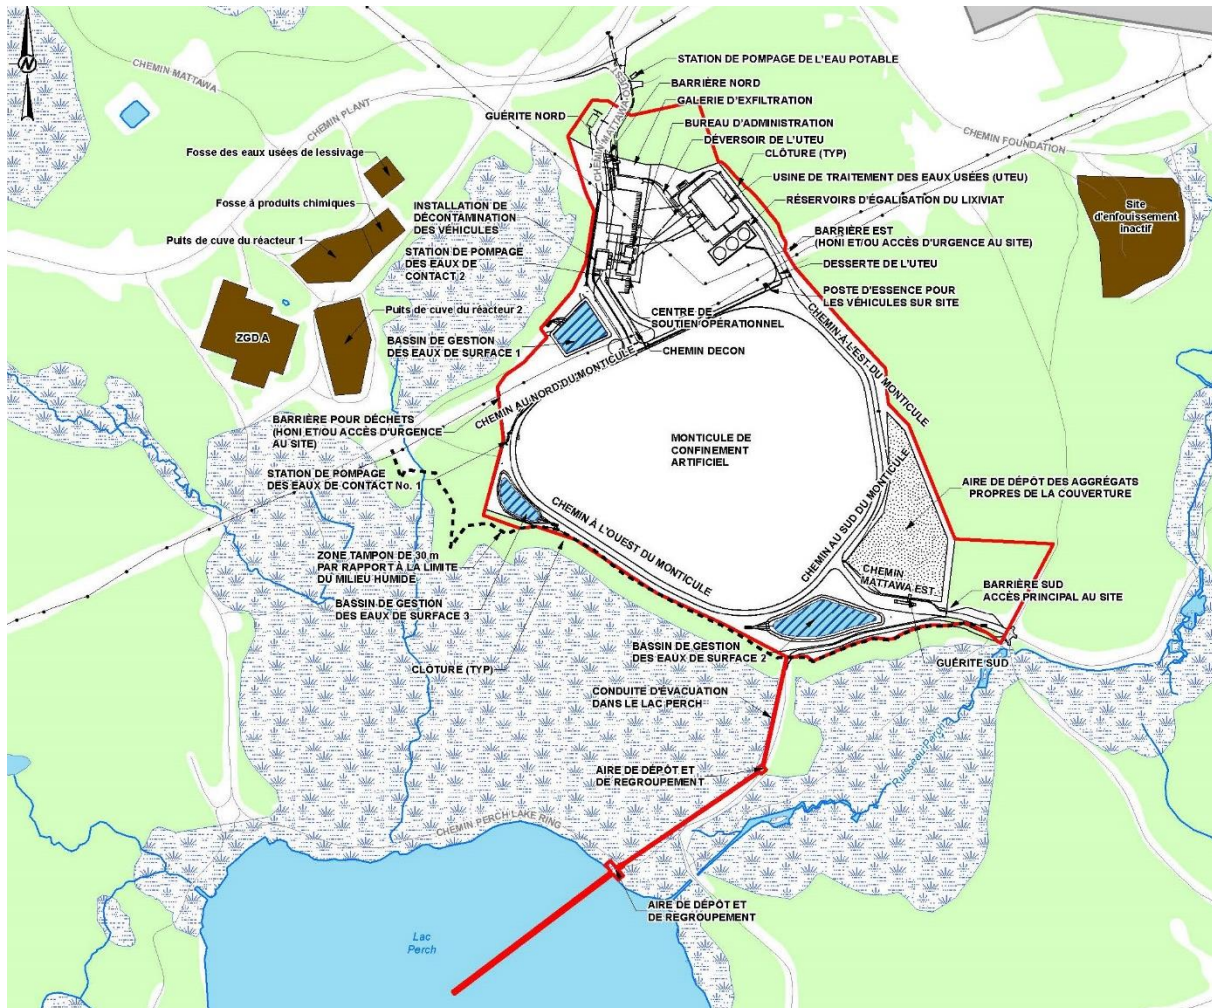 N
CHEMIN MATTAWA
CHEMIN PLANT
CHEMIN FOUNDATION
STATION DE POMPAGE DE L'EAU POTABLE
BARRIÈRE NORD
GALERIE D'EXFILTRATION
GUÉRITE NORD
BUREAU D'ADMINISTRATION
DÉVERSOIR DE L'UTEU
CLÔTURE (TYP)
USINE DE TRAITEMENT DES EAUX USÉES (UTEU)
RÉSERVOIRS D'ÉGALISATION DU LIXIVIAT
BARRIÈRE EST
(HONI ET/OU ACCÈS D'URGENCE AU SITE)
DESSERTE DE L'UTEU
POSTE D'ESSENCE POUR
LES VÉHICULES SUR SITE
Site
d'enfouissement
inactif
Fosse des eaux usées de lessivage
Fosse à produits chimiques
Puits de cuve du réacteur 1
Puits de cuve du réacteur 2
ZGD A
INSTALLATION DE
DÉCONTAMINATION
DES VÉHICULES
STATION DE POMPAGE
DES EAUX DE
CONTACT 2
BASSIN DE GESTION
DES EAUX DE SURFACE 1
CENTRE DE
SOUTIEN OPÉRATIONNEL
CHEMIN DECON
CHEMIN AU NORD DU MONTICULE
CHEMIN À L'EST DU MONTICULE
BARRIÈRE POUR DÉCHETS
(HONI ET/OU ACCÈS D'URGENCE
AU SITE)
STATION DE POMPAGE
DES EAUX DE CONTACT No. 1
MONTICULE DE
CONFINEMENT
ARTIFICIEL
AIRE DE DÉPÔT DES AGGRÉGATS
PROPRES DE LA COUVERTURE
CHEMIN À L'OUEST DU MONTICULE
CHEMIN AU SUD DU MONTICULE
ZONE TAMPON DE 30 m
PAR RAPPORT À LA LIMITE
DU MILIEU HUMIDE
BASSIN DE GESTION
DES EAUX DE SURFACE 3
CHEMIN
MATTAWA EST
BARRIÈRE SUD
ACCÈS PRINCIPAL AU SITE
CLÔTURE (TYP)
BASSIN DE GESTION
DES EAUX DE SURFACE 2
GUÉRITE SUD
CONDUITE D'ÉVACUATION
DANS LE LAC PERCH
Ruisseau Perch
AIRE DE DÉPÔT ET
DE REGROUPEMENT
CHEMIN PERCH LAKE RING
AIRE DE DÉPÔT ET
DE REGROUPEMENT
Lac
Perch